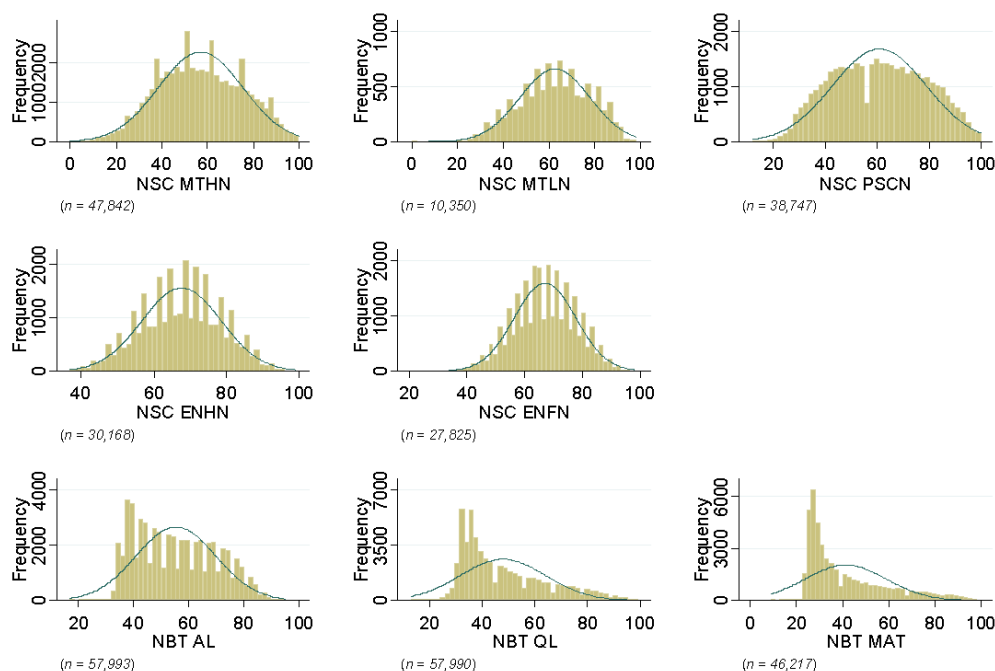 Frequency
0 1000 2000
0 20 40 60 80 100
NSC MTHN
(n = 47,842)
Frequency
0 500 1000
0 20 40 60 80 100
NSC MTLN
(n = 10,350)
Frequency
0 1000 2000
20 40 60 80 100
NSC PSCN
(n = 38,747)
Frequency
0 1000 2000
40 60 80 100
NSC ENHN
(n = 30,168)
Frequency
0 1000 2000
20 40 60 80 100
NSC ENFN
(n = 27,825)
Frequency
0 2000 4000
20 40 60 80 100
NBT AL
(n = 57,993)
Frequency
0 3500 7000
20 40 60 80 100
NBT QL
(n = 57,990)
Frequency
0 3000 6000
0 20 40 60 80 100
NBT MAT
(n = 46,217)